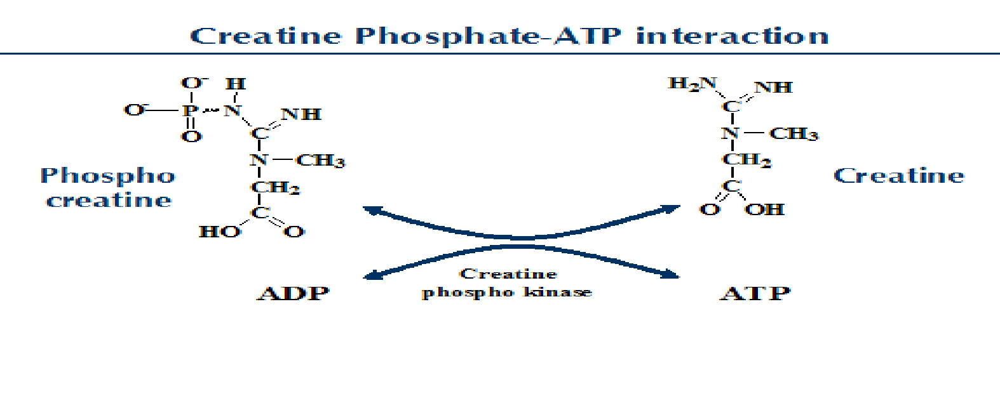 Creatine Phosphate-ATP interaction
O⁻ H
O⁻ P N NH
O C
N CH₃
CH₂
C
HO O
Phospho
creatine
H₂N NH
C
N CH₃
CH₂
C
O OH
Creatine
Creatine
phospho kinase
ADP
ATP